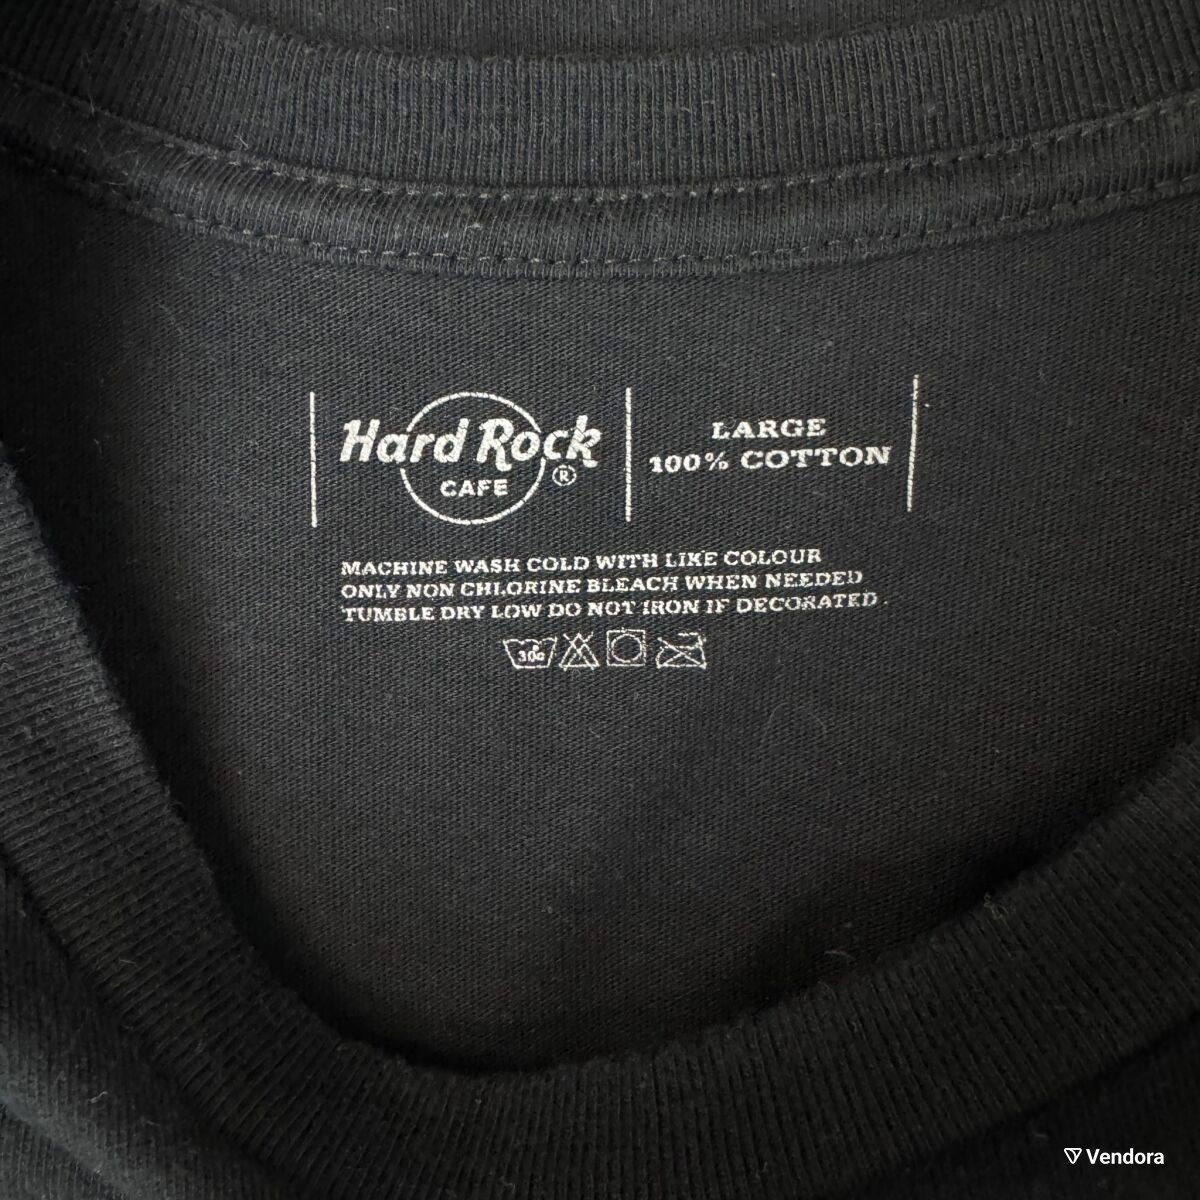 Hard Rock
CAFE
®
LARGE
100% COTTON
MACHINE WASH COLD WITH LIKE COLOUR
ONLY NON CHLORINE BLEACH WHEN NEEDED
TUMBLE DRY LOW DO NOT IRON IF DECORATED.
Vendora